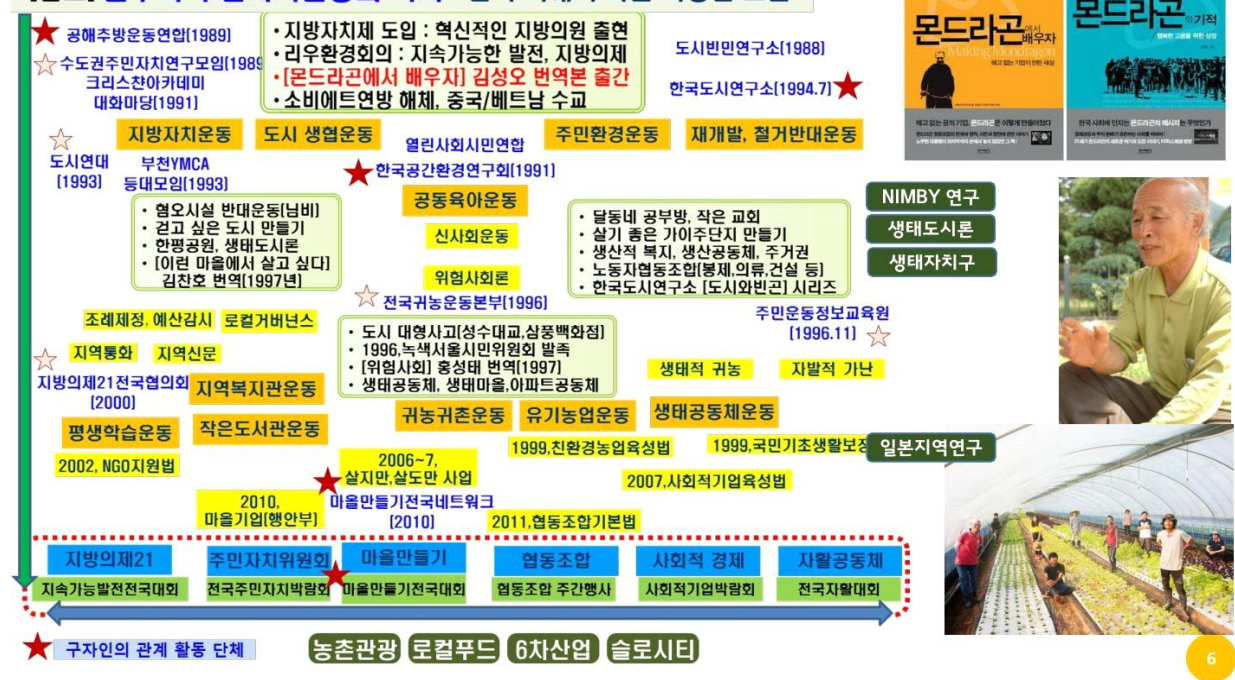 공해추방운동연합(1989)
수도권주민자치연구모임(1989
크리스챤아카데미
대화마당(1991)
• 지방자치제 도입 : 혁신적인 지방의원 출현
• 리우환경회의 : 지속가능한 발전, 지방의제
• [몬드라곤에서 배우자] 김성오 번역본 출간
• 소비에트연방 해체, 중국/베트남 수교
도시빈민연구소(1988)
한국도시연구소(1994.7)
몬드라곤에서
배우자
Making Mondragon
해고 없는 기업이 만든 세상
몬드라곤의 기적
행복한 고용을 위한 성장
지방자치운동
도시 생협운동
주민환경운동
재개발, 철거반대운동
도시연대
(1993)
부천YMCA
등대모임(1993)
열린사회시민연합
한국공간환경연구회(1991)
공동육아운동
신사회운동
위험사회론
전국귀농운동본부(1996)
• 혐오시설 반대운동(님비)
• 걷고 싶은 도시 만들기
• 한평공원, 생태도시론
• [이런 마을에서 살고 싶다]
김찬호 번역(1997년)
• 달동네 공부방, 작은 교회
• 살기 좋은 가이주단지 만들기
• 생산적 복지, 생산공동체, 주거권
• 노동자협동조합(봉제,의류,건설 등)
• 한국도시연구소 [도시와빈곤] 시리즈
NIMBY 연구
생태도시론
생태자치구
주민운동정보교육원
(1996.11)
조례제정, 예산감시
로컬거버넌스
지역통화
지역신문
• 도시 대형사고(성수대교,삼풍백화점)
• 1996,녹색서울시민위원회 발족
• [위험사회] 홍성태 번역(1997)
• 생태공동체, 생태마을,아파트공동체
생태적 귀농
자발적 가난
지방의제21전국협의회
(2000)
지역복지관운동
평생학습운동
작은도서관운동
귀농귀촌운동
유기농업운동
생태공동체운동
2002, NGO지원법
1999,친환경농업육성법
1999,국민기초생활보장
일본지역연구
2006~7,
살지만,살도만 사업
2007,사회적기업육성법
2010,
마을기업(행안부)
마을만들기전국네트워크
(2010)
2011,협동조합기본법
지방의제21
주민자치위원회
마을만들기
협동조합
사회적 경제
자활공동체
지속가능발전전국대회
전국주민자치박람회
마을만들기전국대회
협동조합 주간행사
사회적기업박람회
전국자활대회
구자인의 관계 활동 단체
농촌관광
로컬푸드
6차산업
슬로시티
6